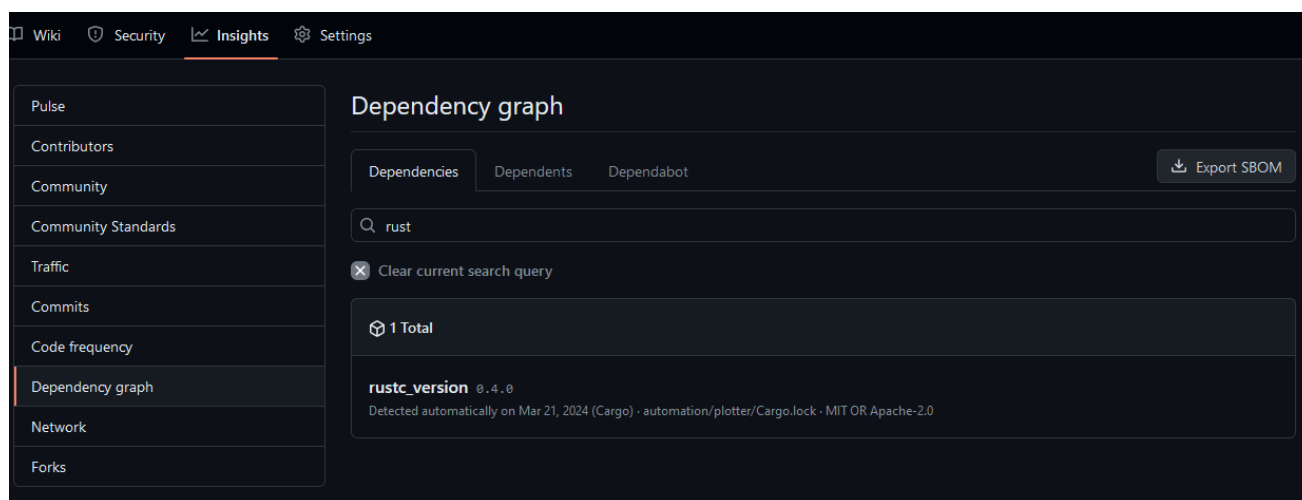 Wiki Security Insights Settings
Pulse
Contributors
Community
Community Standards
Traffic
Commits
Code frequency
Dependency graph
Network
Forks
Dependency graph
Dependencies Dependents Dependabot Export SBOM
rust
Clear current search query
1 Total
rustc_version 0.4.0
Detected automatically on Mar 21, 2024 (Cargo) · automation/plotter/Cargo.lock · MIT OR Apache-2.0